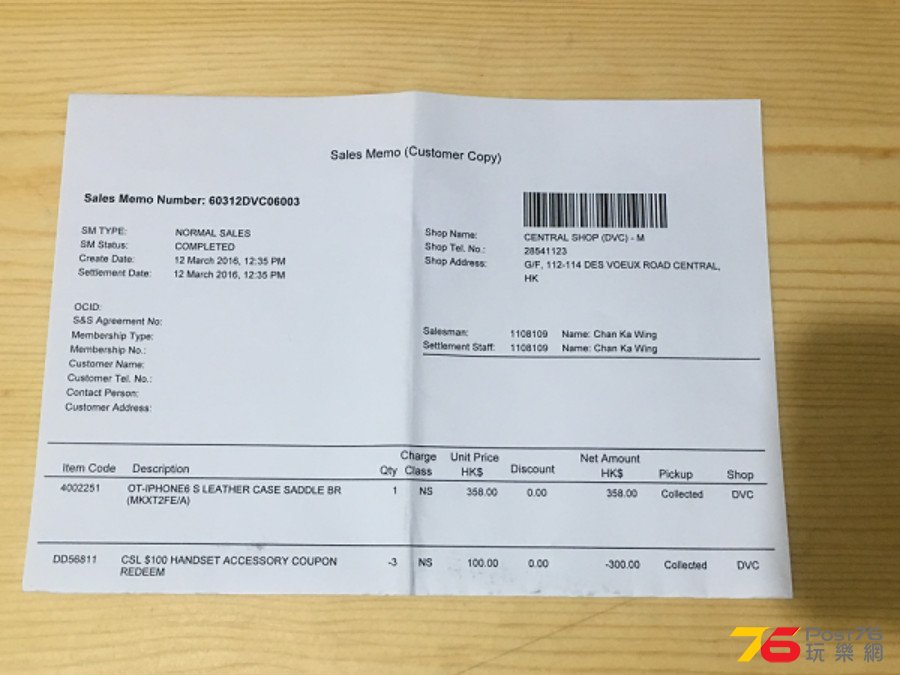 Sales Memo (Customer Copy)
Sales Memo Number: 60312DVC06003
SM TYPE: NORMAL SALES
SM Status: COMPLETED
Create Date: 12 March 2016, 12:35 PM
Settlement Date: 12 March 2016, 12:35 PM
Shop Name: CENTRAL SHOP (DVC) - M
Shop Tel. No.: 28541123
Shop Address: G/F, 112-114 DES VOEUX ROAD CENTRAL,
HK
OCID:
S&S Agreement No:
Membership Type:
Membership No.:
Customer Name:
Customer Tel. No.:
Contact Person:
Customer Address:
Salesman: 1108109 Name: Chan Ka Wing
Settlement Staff: 1108109 Name: Chan Ka Wing
Item Code Description Qty Charge Class Unit Price HK$ Discount Net Amount HK$ Pickup Shop
4002251 OT-IPHONE6 S LEATHER CASE SADDLE BR 1 NS 358.00 0.00 358.00 Collected DVC
(MKXT2FE/A)
DD56811 CSL $100 HANDSET ACCESSORY COUPON -3 NS 100.00 0.00 -300.00 Collected DVC
REDEEM
76 Post76
玩樂網